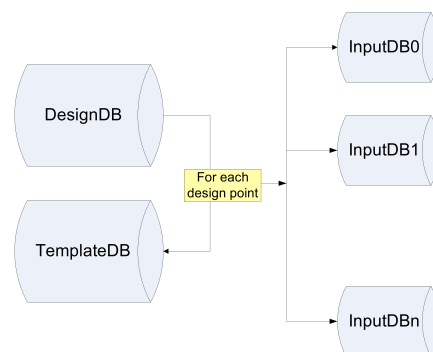 DesignDB
TemplateDB
For each
design point
InputDB0
InputDB1
InputDBn